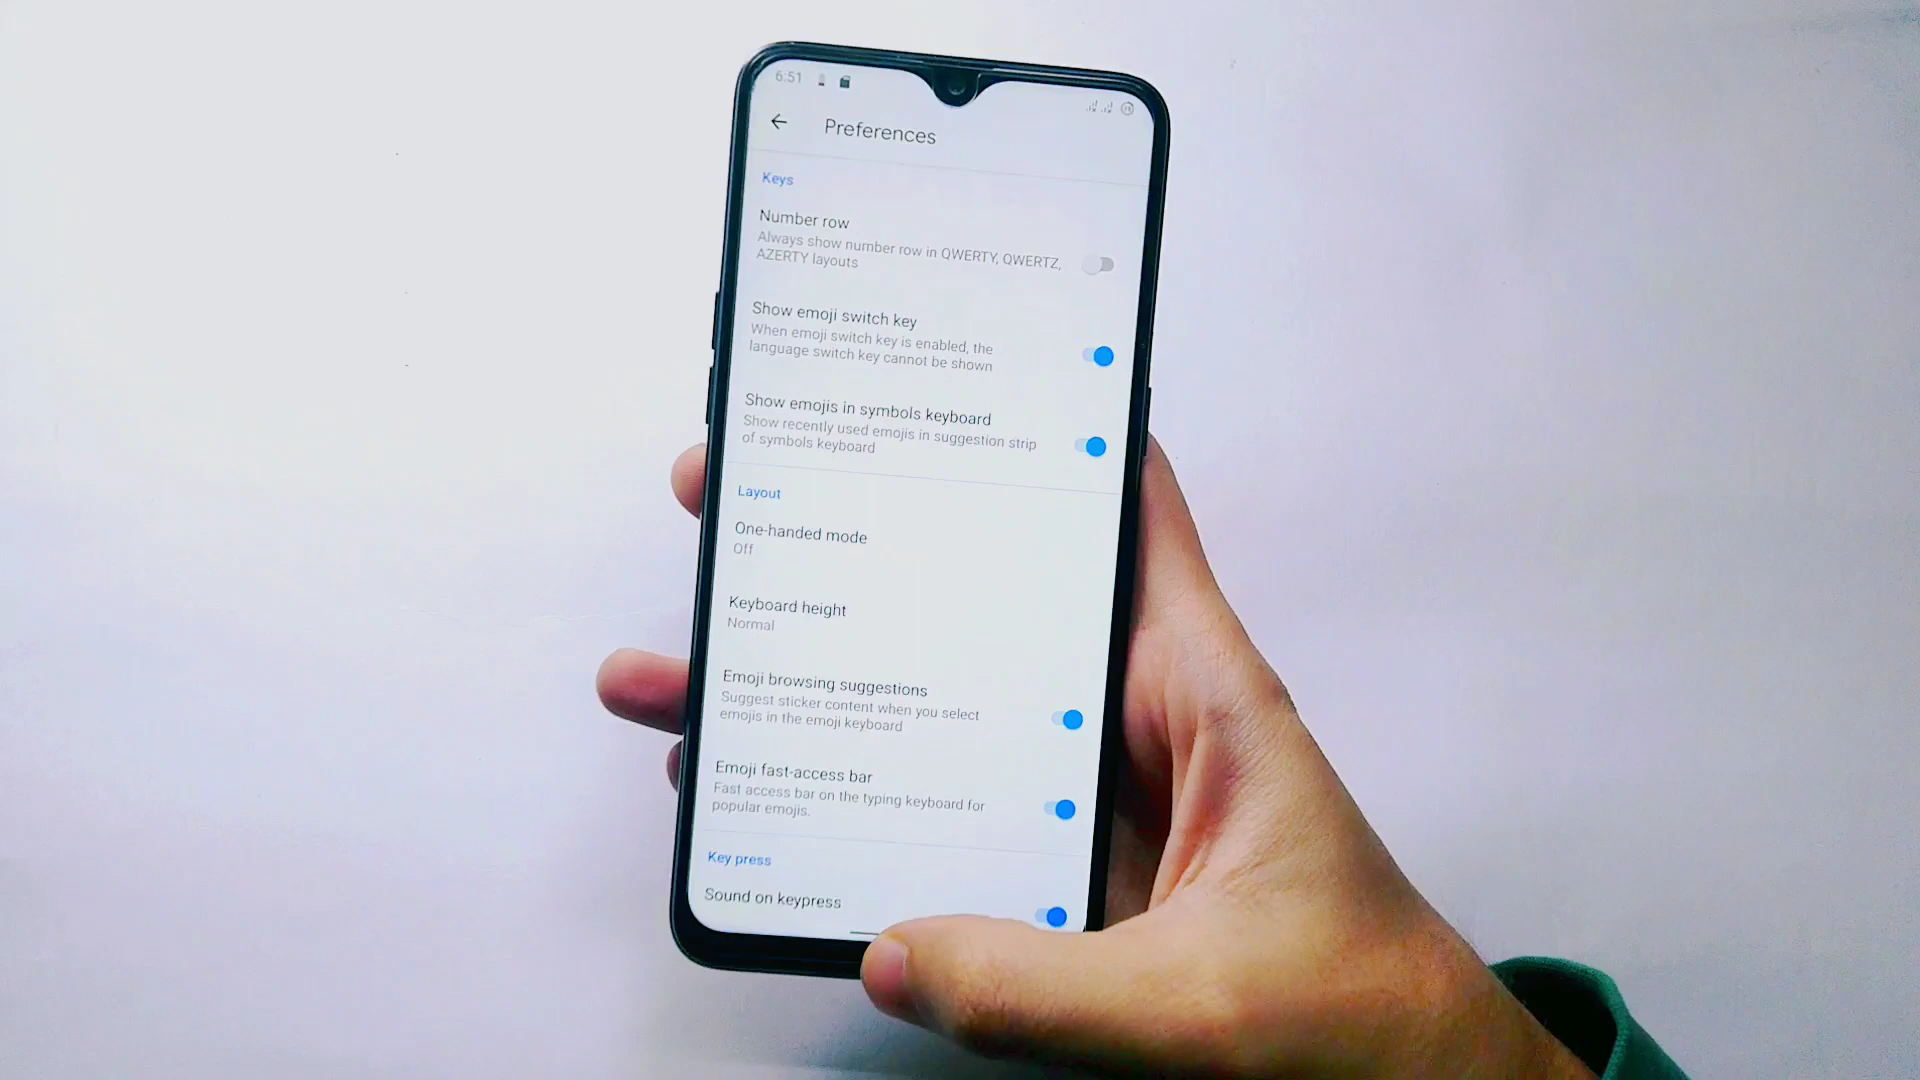 6:51
Preferences
Keys
Number row
Always show number row in QWERTY, QWERTZ,
AZERTY layouts
Show emoji switch key
When emoji switch key is enabled, the
language switch key cannot be shown
Show emojis in symbols keyboard
Show recently used emojis in suggestion strip
of symbols keyboard
Layout
One-handed mode
Off
Keyboard height
Normal
Emoji browsing suggestions
Suggest sticker content when you select
emojis in the emoji keyboard
Emoji fast-access bar
Fast access bar on the typing keyboard for
popular emojis.
Key press
Sound on keypress